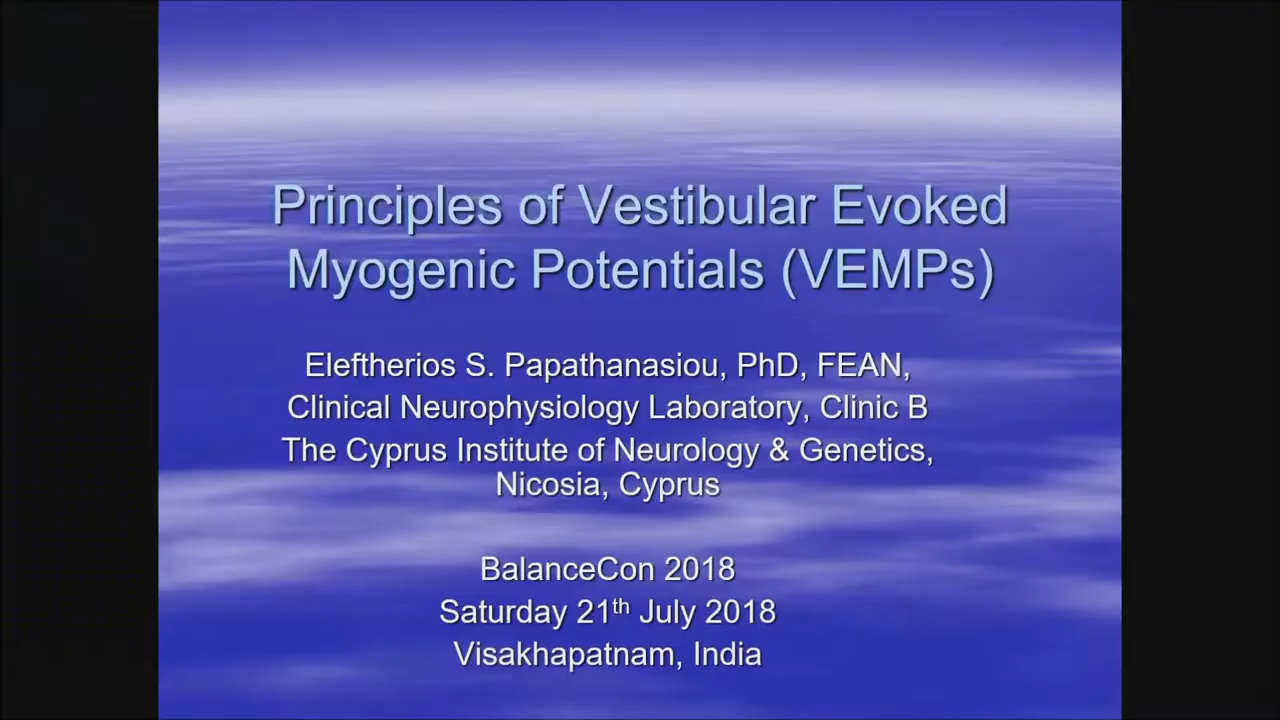 Principles of Vestibular Evoked
Myogenic Potentials (VEMPs)
Eleftherios S. Papathanasiou, PhD, FEAN,
Clinical Neurophysiology Laboratory, Clinic B
The Cyprus Institute of Neurology & Genetics,
Nicosia, Cyprus
BalanceCon 2018
Saturday 21th July 2018
Visakhapatnam, India